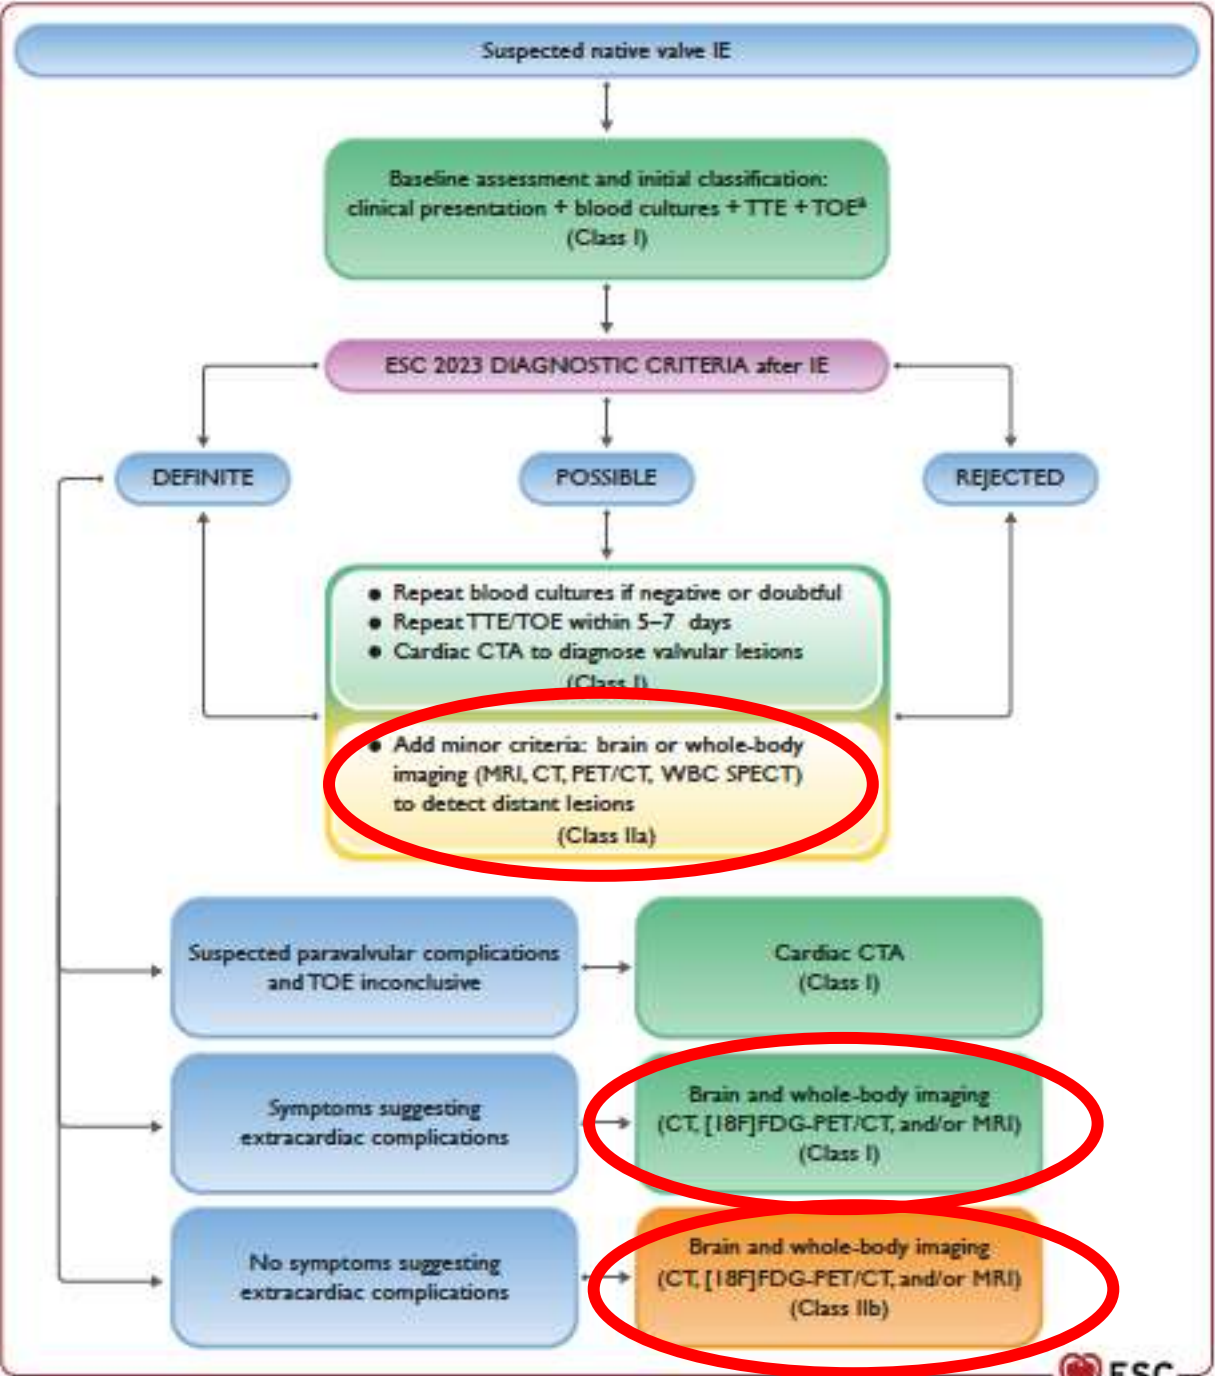 Suspected native valve IE
Baseline assessment and initial classification:
clinical presentation + blood cultures + TTE + TOEª
(Class I)
ESC 2023 DIAGNOSTIC CRITERIA after IE
DEFINITE
POSSIBLE
REJECTED
● Repeat blood cultures if negative or doubtful
● Repeat TTE/TOE within 5–7 days
● Cardiac CTA to diagnose valvular lesions
(Class I)
● Add minor criteria: brain or whole-body
imaging (MRI, CT, PET/CT, WBC SPECT)
to detect distant lesions
(Class IIa)
Suspected paravalvular complications
and TOE inconclusive
Cardiac CTA
(Class I)
Symptoms suggesting
extracardiac complications
Brain and whole-body imaging
(CT, [18F]FDG-PET/CT, and/or MRI)
(Class I)
No symptoms suggesting
extracardiac complications
Brain and whole-body imaging
(CT, [18F]FDG-PET/CT, and/or MRI)
(Class IIb)
ESC